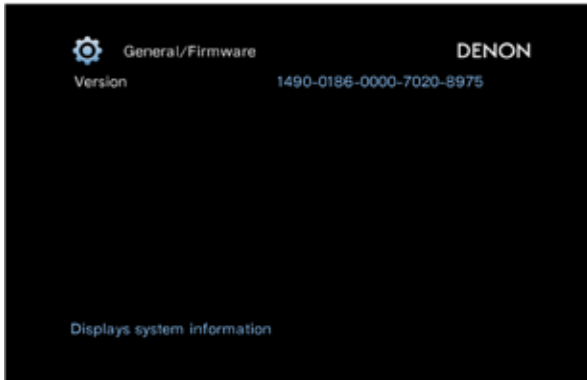 General/Firmware DENON
Version 1490-0186-0000-7020-8975
Displays system information